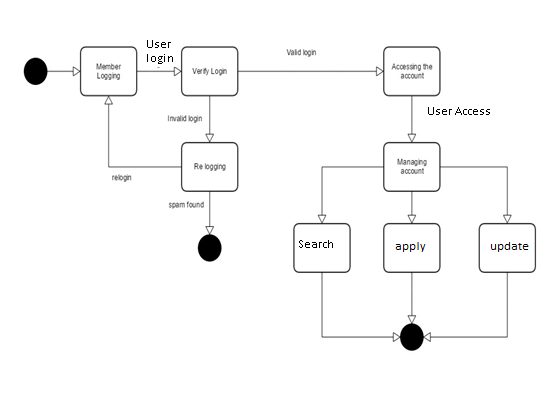 User
login
Member
Logging
Verify Login
Valid login
Accessing the
account
User Access
Invalid login
Re logging
Managing
account
relogin
spam found
Search
apply
update